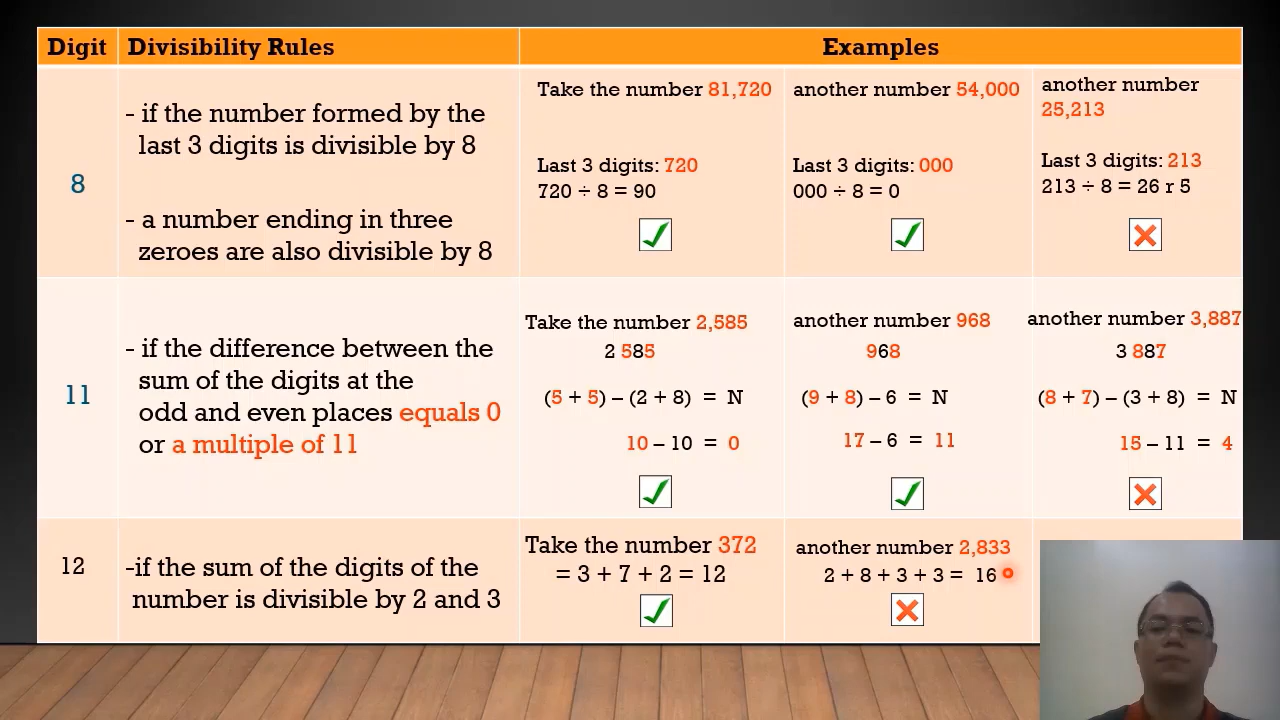 Digit
Divisibility Rules
Examples
8
- if the number formed by the
last 3 digits is divisible by 8
- a number ending in three
zeroes are also divisible by 8
Take the number 81,720
Last 3 digits: 720
720 ÷ 8 = 90
another number 54,000
Last 3 digits: 000
000 ÷ 8 = 0
another number
25,213
Last 3 digits: 213
213 ÷ 8 = 26 r 5
11
- if the difference between the
sum of the digits at the
odd and even places equals 0
or a multiple of 11
Take the number 2,585
2 585
(5 + 5) – (2 + 8) = N
10 – 10 = 0
another number 968
968
(9 + 8) – 6 = N
17 – 6 = 11
another number 3,887
3 887
(8 + 7) – (3 + 8) = N
15 – 11 = 4
12
-if the sum of the digits of the
number is divisible by 2 and 3
Take the number 372
= 3 + 7 + 2 = 12
another number 2,833
2 + 8 + 3 + 3 = 16